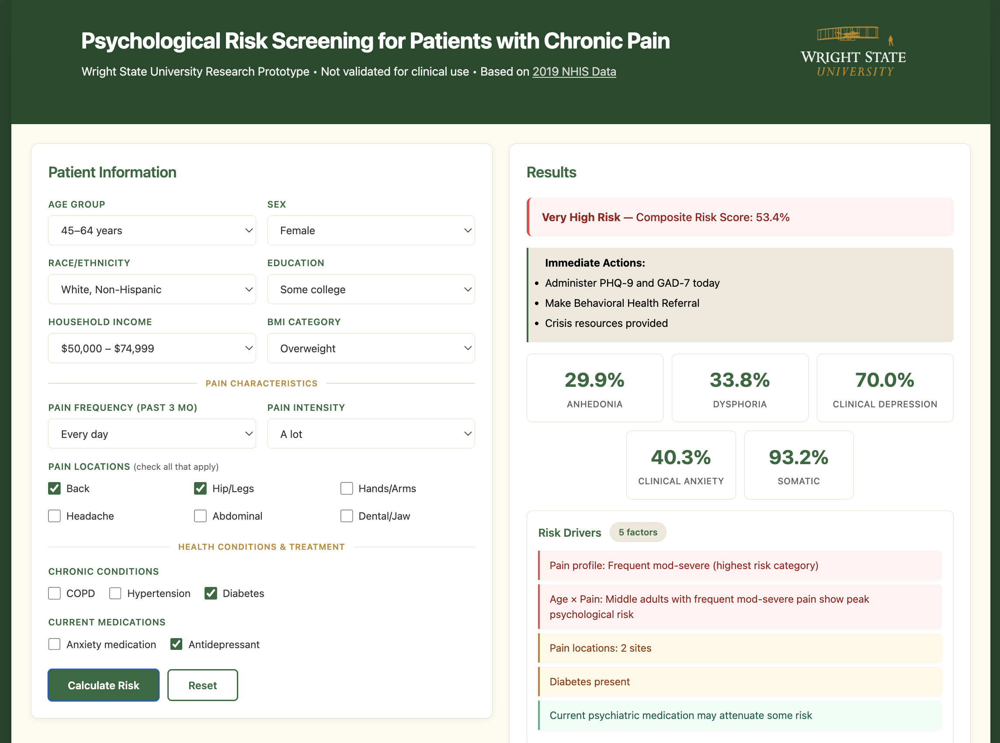 Psychological Risk Screening for Patients with Chronic Pain
Wright State University Research Prototype • Not validated for clinical use • Based on 2019 NHIS Data
WRIGHT STATE
UNIVERSITY
Patient Information
AGE GROUP
SEX
45–64 years
Female
RACE/ETHNICITY
EDUCATION
White, Non-Hispanic
Some college
HOUSEHOLD INCOME
BMI CATEGORY
$50,000 – $74,999
Overweight
PAIN CHARACTERISTICS
PAIN FREQUENCY (PAST 3 MO)
PAIN INTENSITY
Every day
A lot
PAIN LOCATIONS (check all that apply)
Back
Hip/Legs
Hands/Arms
Headache
Abdominal
Dental/Jaw
HEALTH CONDITIONS & TREATMENT
CHRONIC CONDITIONS
COPD
Hypertension
Diabetes
CURRENT MEDICATIONS
Anxiety medication
Antidepressant
Calculate Risk
Reset
Results
Very High Risk — Composite Risk Score: 53.4%
Immediate Actions:
• Administer PHQ-9 and GAD-7 today
• Make Behavioral Health Referral
• Crisis resources provided
29.9%
ANHEDONIA
33.8%
DYSPHORIA
70.0%
CLINICAL DEPRESSION
40.3%
CLINICAL ANXIETY
93.2%
SOMATIC
Risk Drivers
5 factors
Pain profile: Frequent mod-severe (highest risk category)
Age × Pain: Middle adults with frequent mod-severe pain show peak
psychological risk
Pain locations: 2 sites
Diabetes present
Current psychiatric medication may attenuate some risk